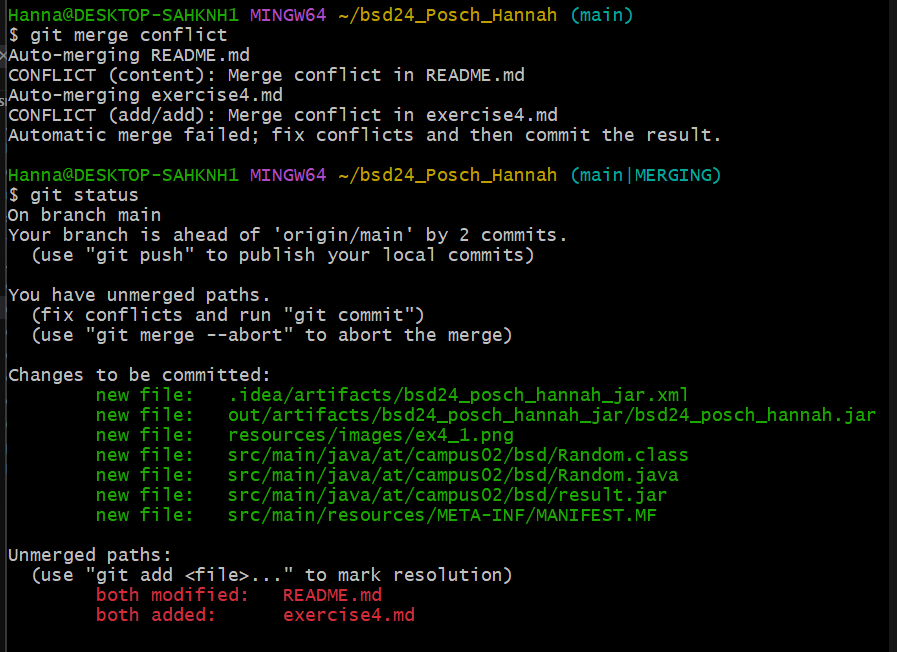 Hanna@DESKTOP-SAHKNH1 MINGW64 ~/bsd24_Posch_Hannah (main)
$ git merge conflict
Auto-merging README.md
CONFLICT (content): Merge conflict in README.md
Auto-merging exercise4.md
CONFLICT (add/add): Merge conflict in exercise4.md
Automatic merge failed; fix conflicts and then commit the result.
Hanna@DESKTOP-SAHKNH1 MINGW64 ~/bsd24_Posch_Hannah (main|MERGING)
$ git status
On branch main
Your branch is ahead of 'origin/main' by 2 commits.
(use "git push" to publish your local commits)
You have unmerged paths.
(fix conflicts and run "git commit")
(use "git merge --abort" to abort the merge)
Changes to be committed:
new file: .idea/artifacts/bsd24_posch_hannah_jar.xml
new file: out/artifacts/bsd24_posch_hannah_jar/bsd24_posch_hannah.jar
new file: resources/images/ex4_1.png
new file: src/main/java/at/campus02/bsd/Random.class
new file: src/main/java/at/campus02/bsd/Random.java
new file: src/main/java/at/campus02/bsd/result.jar
new file: src/main/resources/META-INF/MANIFEST.MF
Unmerged paths:
(use "git add <file>..." to mark resolution)
both modified: README.md
both added: exercise4.md